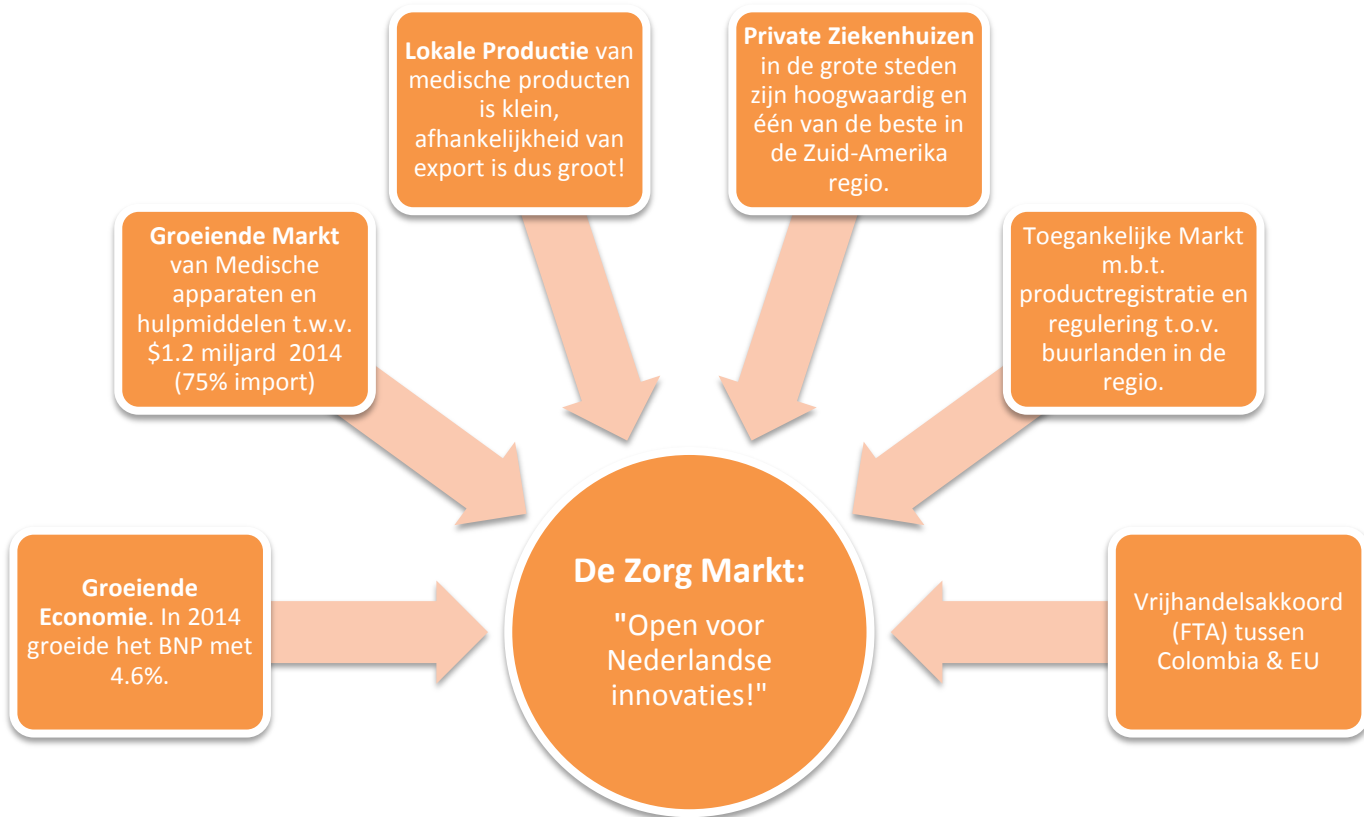 Lokale Productie van
medische producten
is klein,
afhankelijkheid van
export is dus groot!
Private Ziekenhuizen
in de grote steden
zijn hoogwaardig en
één van de beste in
de Zuid-Amerika
regio.
Groeiende Markt
van Medische
apparaten en
hulpmiddelen t.w.v.
$1.2 miljard 2014
(75% import)
Toegankelijke Markt
m.b.t.
productregistratie en
regulering t.o.v.
buurlanden in de
regio.
Groeiende
Economie. In 2014
groeide het BNP met
4.6%.
De Zorg Markt:
"Open voor
Nederlandse
innovaties!"
Vrijhandelsakkoord
(FTA) tussen
Colombia & EU